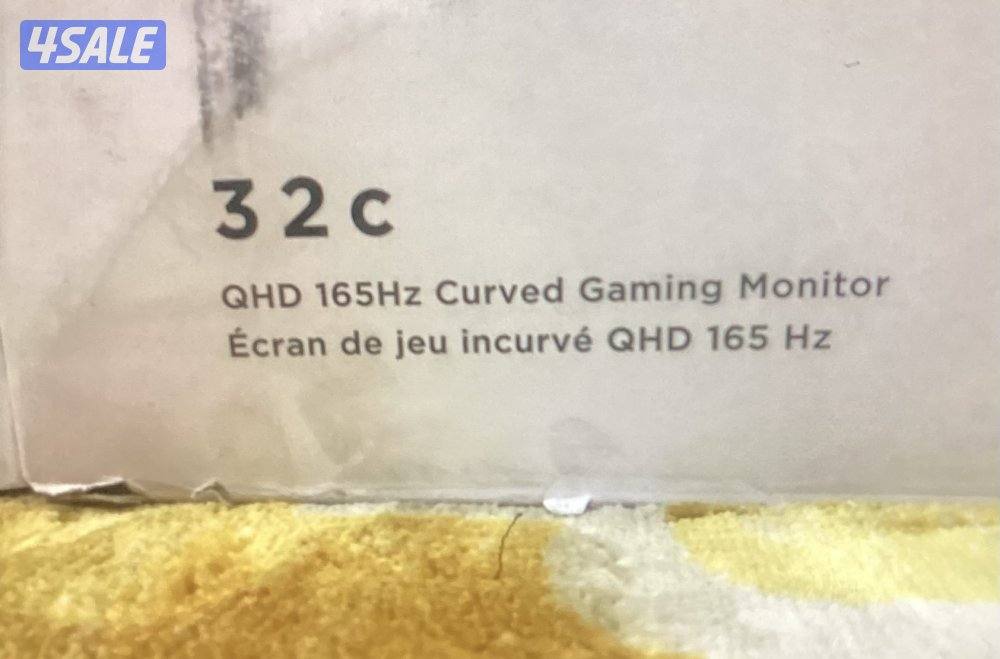 4SALE
32c
QHD 165Hz Curved Gaming Monitor
Écran de jeu incurvé QHD 165 Hz